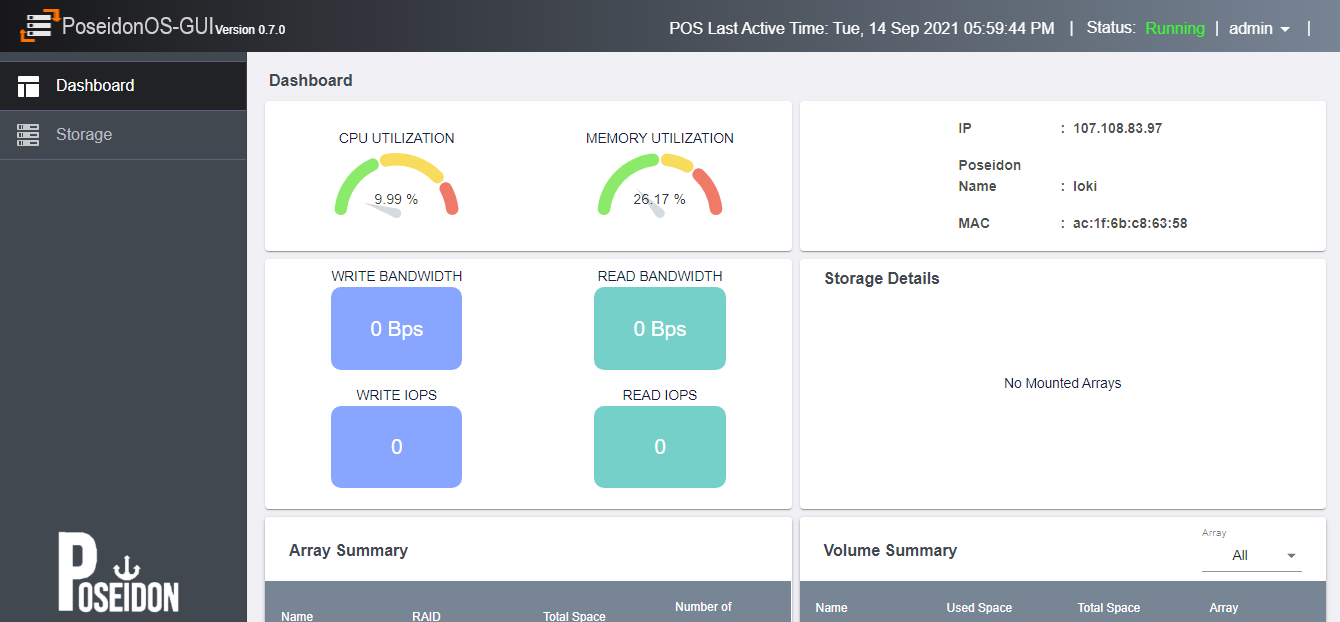 PoseidonOS-GUI Version 0.7.0
POS Last Active Time: Tue, 14 Sep 2021 05:59:44 PM | Status: Running | admin |
Dashboard
Storage
POSEIDON
Dashboard
CPU UTILIZATION
9.99 %
MEMORY UTILIZATION
26.17 %
IP : 107.108.83.97
Poseidon
Name : loki
MAC : ac:1f:6b:c8:63:58
WRITE BANDWIDTH
0 Bps
READ BANDWIDTH
0 Bps
WRITE IOPS
0
READ IOPS
0
Storage Details
No Mounted Arrays
Array Summary
Name RAID Total Space Number of
Volume Summary
Array
All
Name Used Space Total Space Array